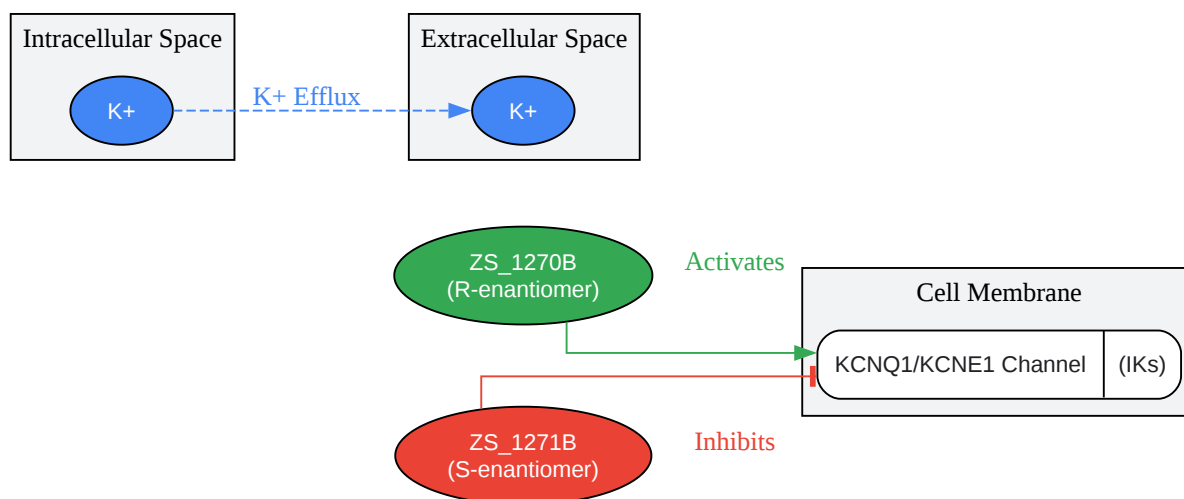 Intracellular Space
Extracellular Space
K+
K+ Efflux
K+
ZS_1270B
(R-enantiomer)
Activates
Cell Membrane
KCNQ1/KCNE1 Channel
(IKs)
ZS_1271B
(S-enantiomer)
Inhibits